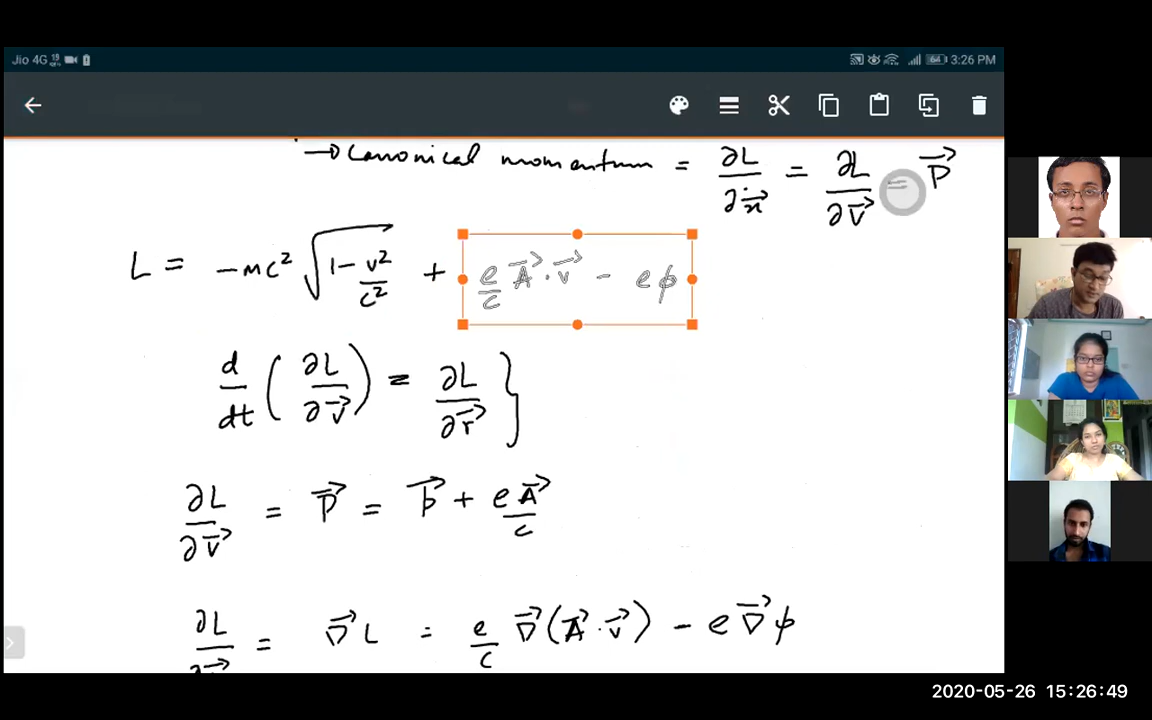 Jio 4G 3:26 PM
→ Canonical momentum = ∂L/∂ẋ⃗ = ∂L/∂v⃗ = P⃗
L = -mc² √(1 - v²/c²) + e/c A⃗·v⃗ - eϕ
d/dt (∂L/∂v⃗) = ∂L/∂r⃗ }
∂L/∂v⃗ = P⃗ = p⃗ + eA⃗/c
∂L/∂r⃗ = ∇⃗L = e/c ∇⃗(A⃗·v⃗) - e∇⃗ϕ
2020-05-26 15:26:49